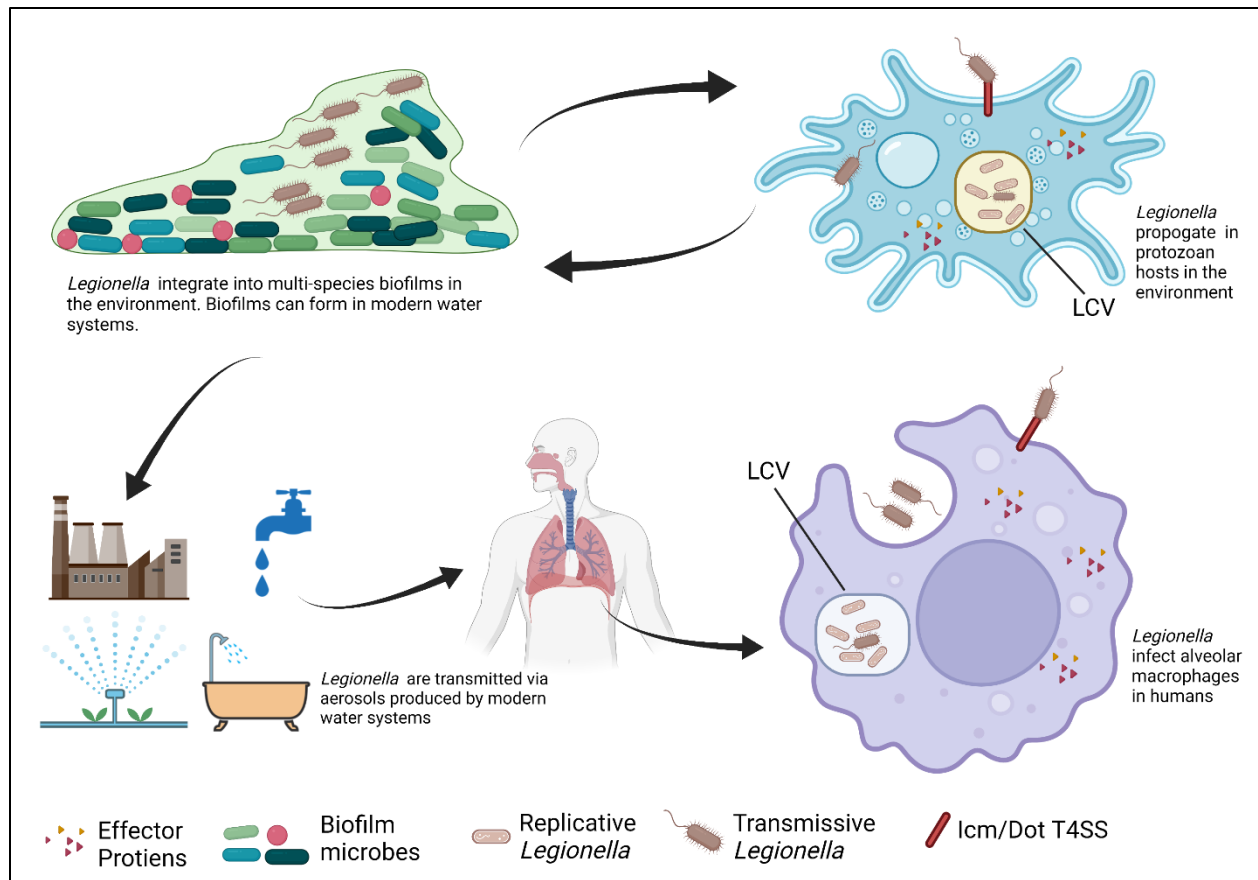 Legionella integrate into multi-species biofilms in
the environment. Biofilms can form in modern water
systems.
Legionella
propogate in
protozoan
hosts in the
environment
LCV
LCV
Legionella are transmitted via
aerosols produced by modern
water systems
Legionella
infect alveolar
macrophages
in humans
Effector
Protiens
Biofilm
microbes
Replicative
Legionella
Transmissive
Legionella
Icm/Dot T4SS